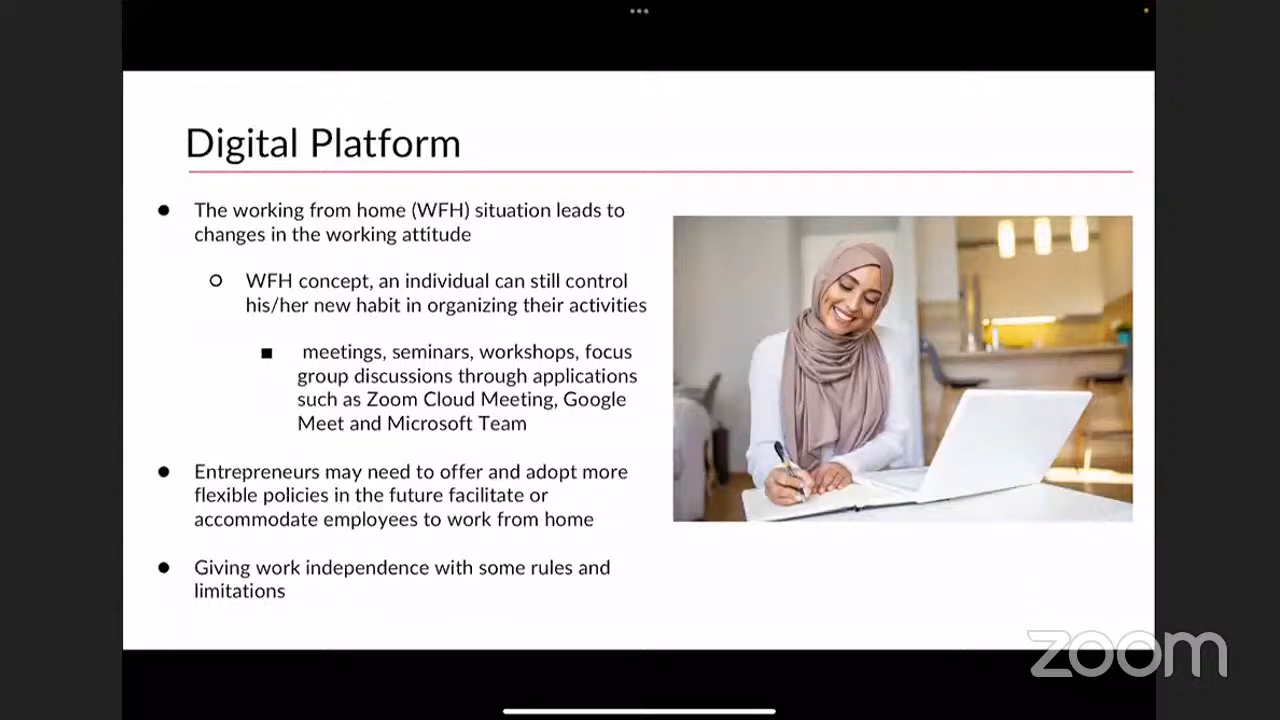 Digital Platform
● The working from home (WFH) situation leads to
changes in the working attitude
○ WFH concept, an individual can still control
his/her new habit in organizing their activities
■ meetings, seminars, workshops, focus
group discussions through applications
such as Zoom Cloud Meeting, Google
Meet and Microsoft Team
● Entrepreneurs may need to offer and adopt more
flexible policies in the future facilitate or
accommodate employees to work from home
● Giving work independence with some rules and
limitations
zoom